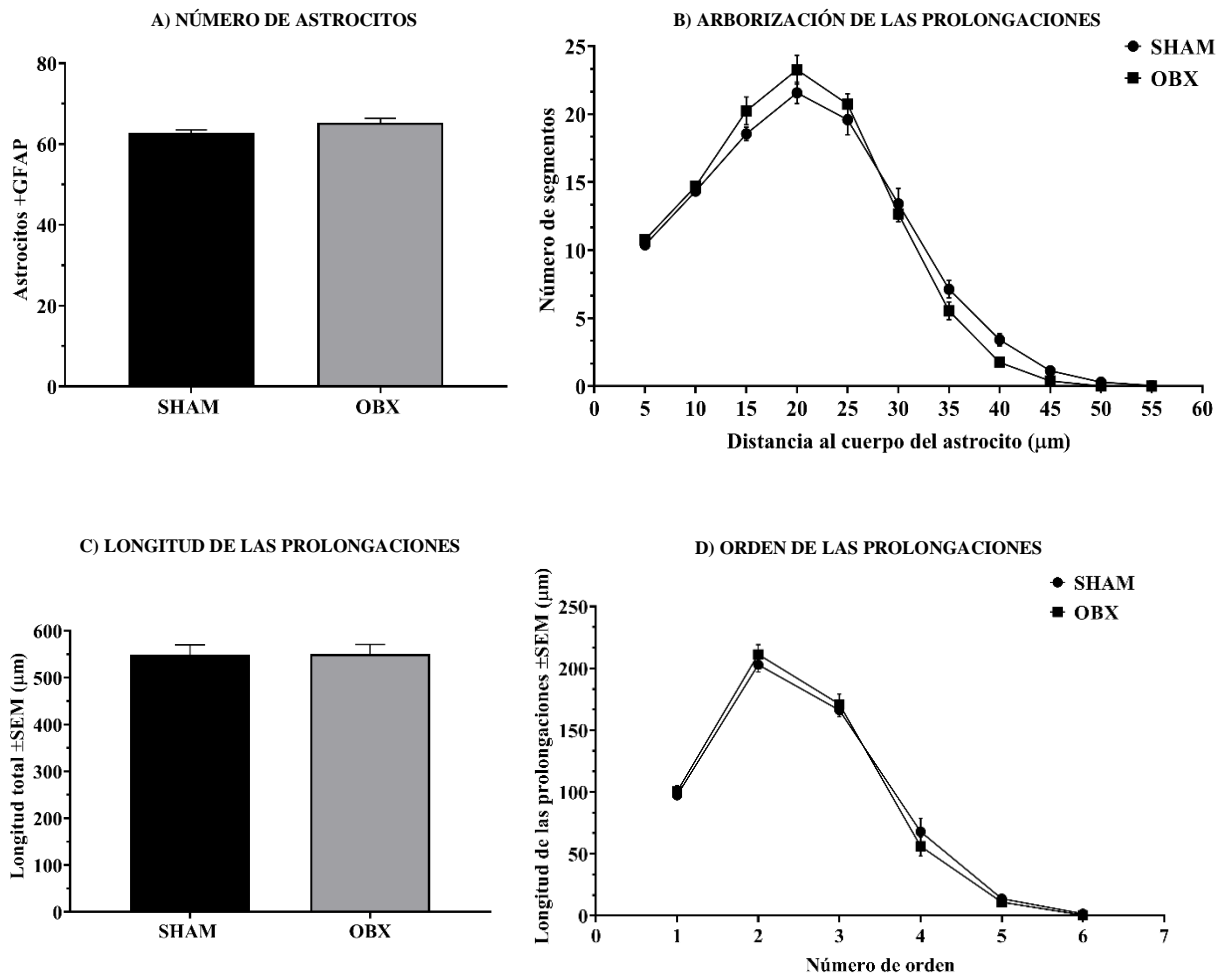 A) NÚMERO DE ASTROCITOS
Astrocitos +GFAP
80
60
40
20
0
SHAM
OBX
B) ARBORIZACIÓN DE LAS PROLONGACIONES
SHAM
OBX
Número de segmentos
25
20
15
10
5
0
0 5 10 15 20 25 30 35 40 45 50 55 60
Distancia al cuerpo del astrocito (μm)
C) LONGITUD DE LAS PROLONGACIONES
Longitud total ±SEM (μm)
600
500
400
300
200
100
0
SHAM
OBX
D) ORDEN DE LAS PROLONGACIONES
SHAM
OBX
Longitud de las prolongaciones ±SEM (μm)
250
200
150
100
50
0
0 1 2 3 4 5 6 7
Número de orden